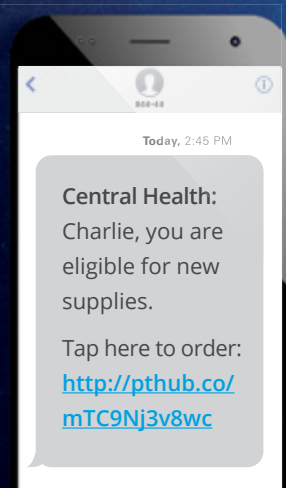 Today, 2:45 PM
Central Health:
Charlie, you are
eligible for new
supplies.
Tap here to order:
http://pthub.co/
mTC9Nj3v8wc